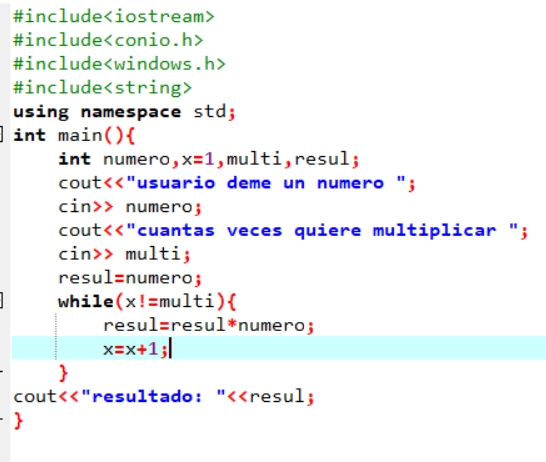 #include<iostream>
#include<conio.h>
#include<windows.h>
#include<string>
using namespace std;
int main(){
    int numero,x=1,multi,resul;
    cout<<"usuario deme un numero ";
    cin>> numero;
    cout<<"cuantas veces quiere multiplicar ";
    cin>> multi;
    resul=numero;
    while(x!=multi){
        resul=resul*numero;
        x=x+1;
    }
cout<<"resultado: "<<resul;
}